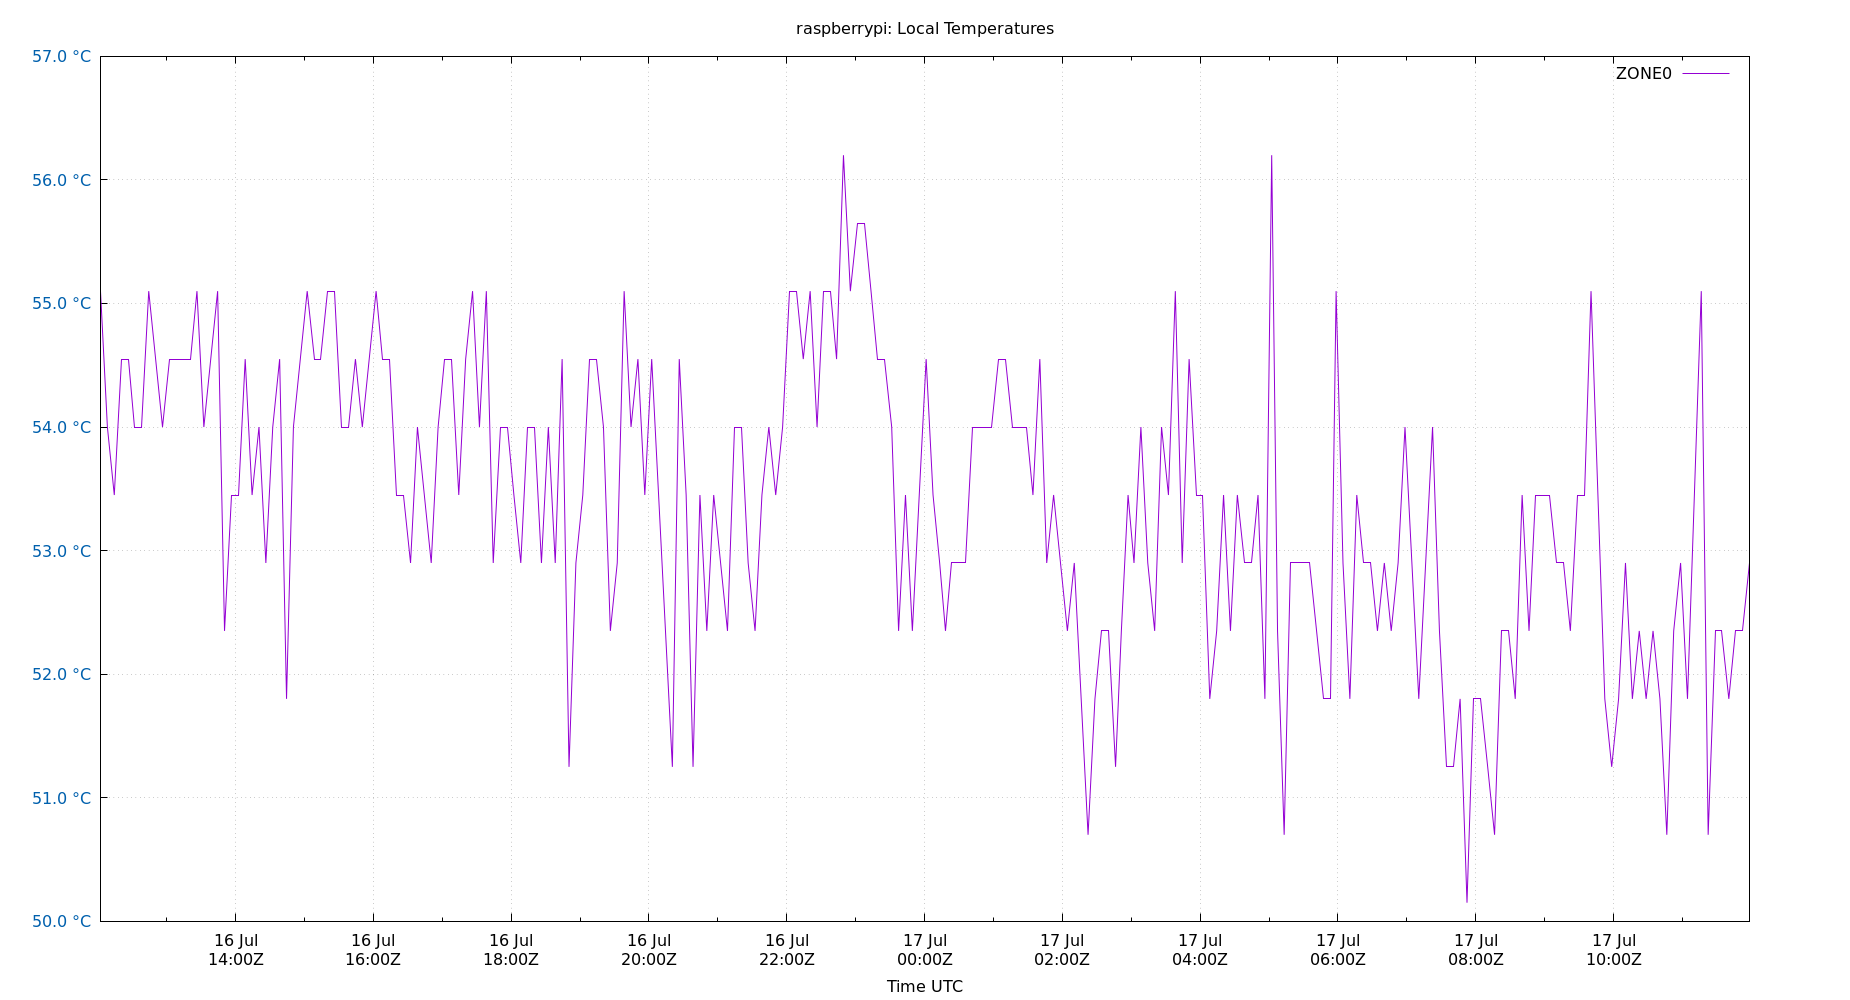 raspberrypi: Local Temperatures
57.0 °C
ZONE0
56.0 °C
55.0 °C
54.0 °C
53.0 °C
52.0 °C
51.0 °C
50.0 °C
16 Jul 16 Jul 16 Jul 16 Jul 16 Jul 17 Jul 17 Jul 17 Jul 17 Jul 17 Jul 17 Jul
14:00Z 16:00Z 18:00Z 20:00Z 22:00Z 00:00Z 02:00Z 04:00Z 06:00Z 08:00Z 10:00Z
Time UTC